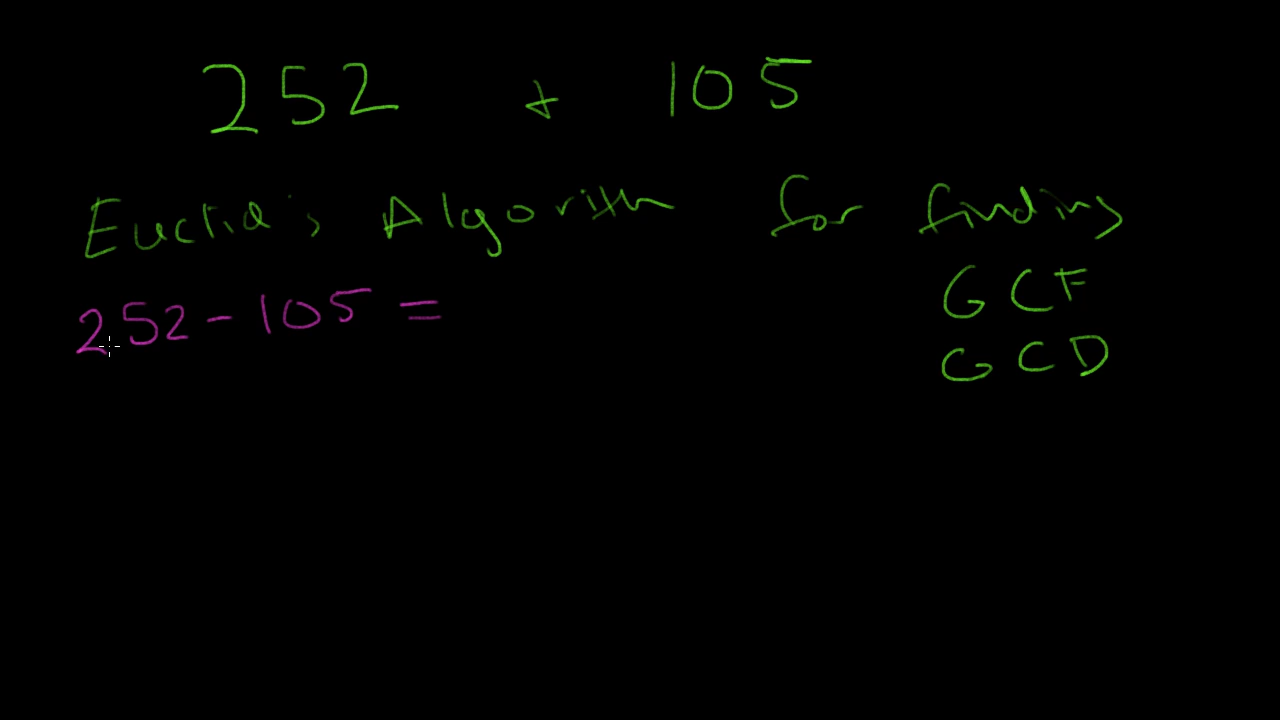 252 + 105
Euclid's Algorithm for finding
GCF
252 - 105 =
GCD